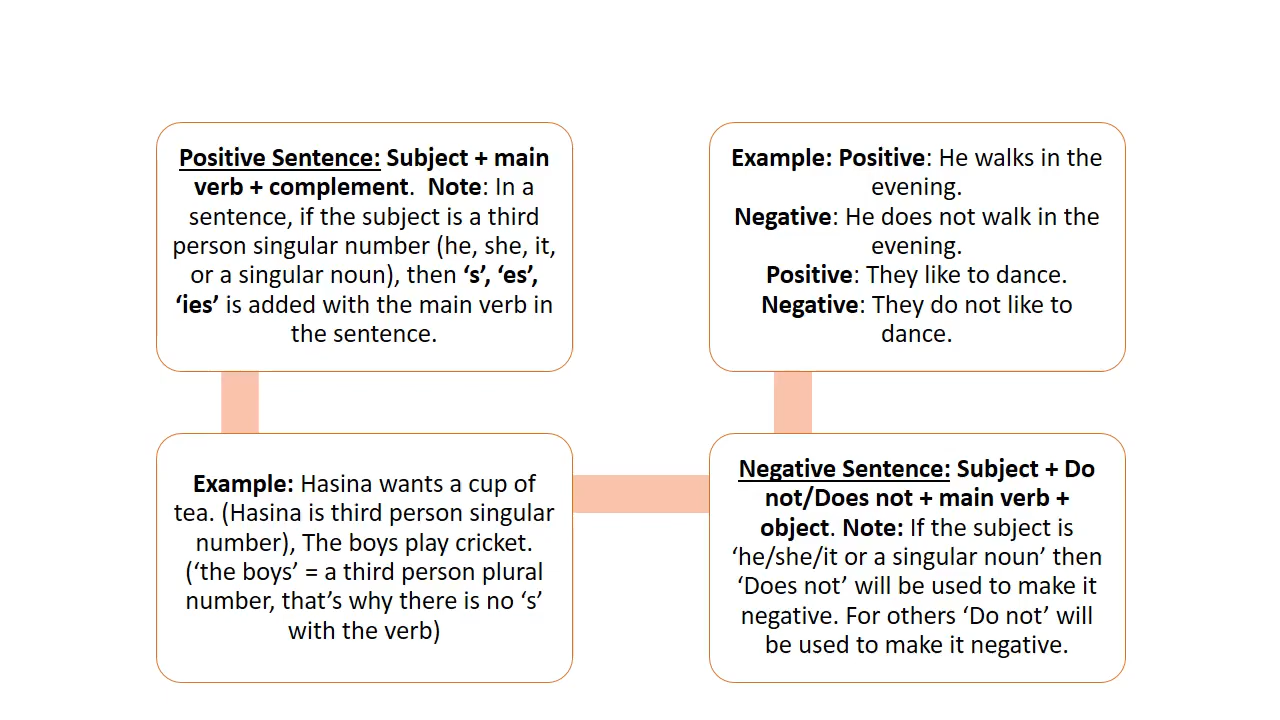 Positive Sentence: Subject + main
verb + complement.  Note: In a
sentence, if the subject is a third
person singular number (he, she, it,
or a singular noun), then ‘s’, ‘es’,
‘ies’ is added with the main verb in
the sentence.
Example: Hasina wants a cup of
tea. (Hasina is third person singular
number), The boys play cricket.
(‘the boys’ = a third person plural
number, that’s why there is no ‘s’
with the verb)
Negative Sentence: Subject + Do
not/Does not + main verb +
object. Note: If the subject is
‘he/she/it or a singular noun’ then
‘Does not’ will be used to make it
negative. For others ‘Do not’ will
be used to make it negative.
Example: Positive: He walks in the
evening.
Negative: He does not walk in the
evening.
Positive: They like to dance.
Negative: They do not like to
dance.